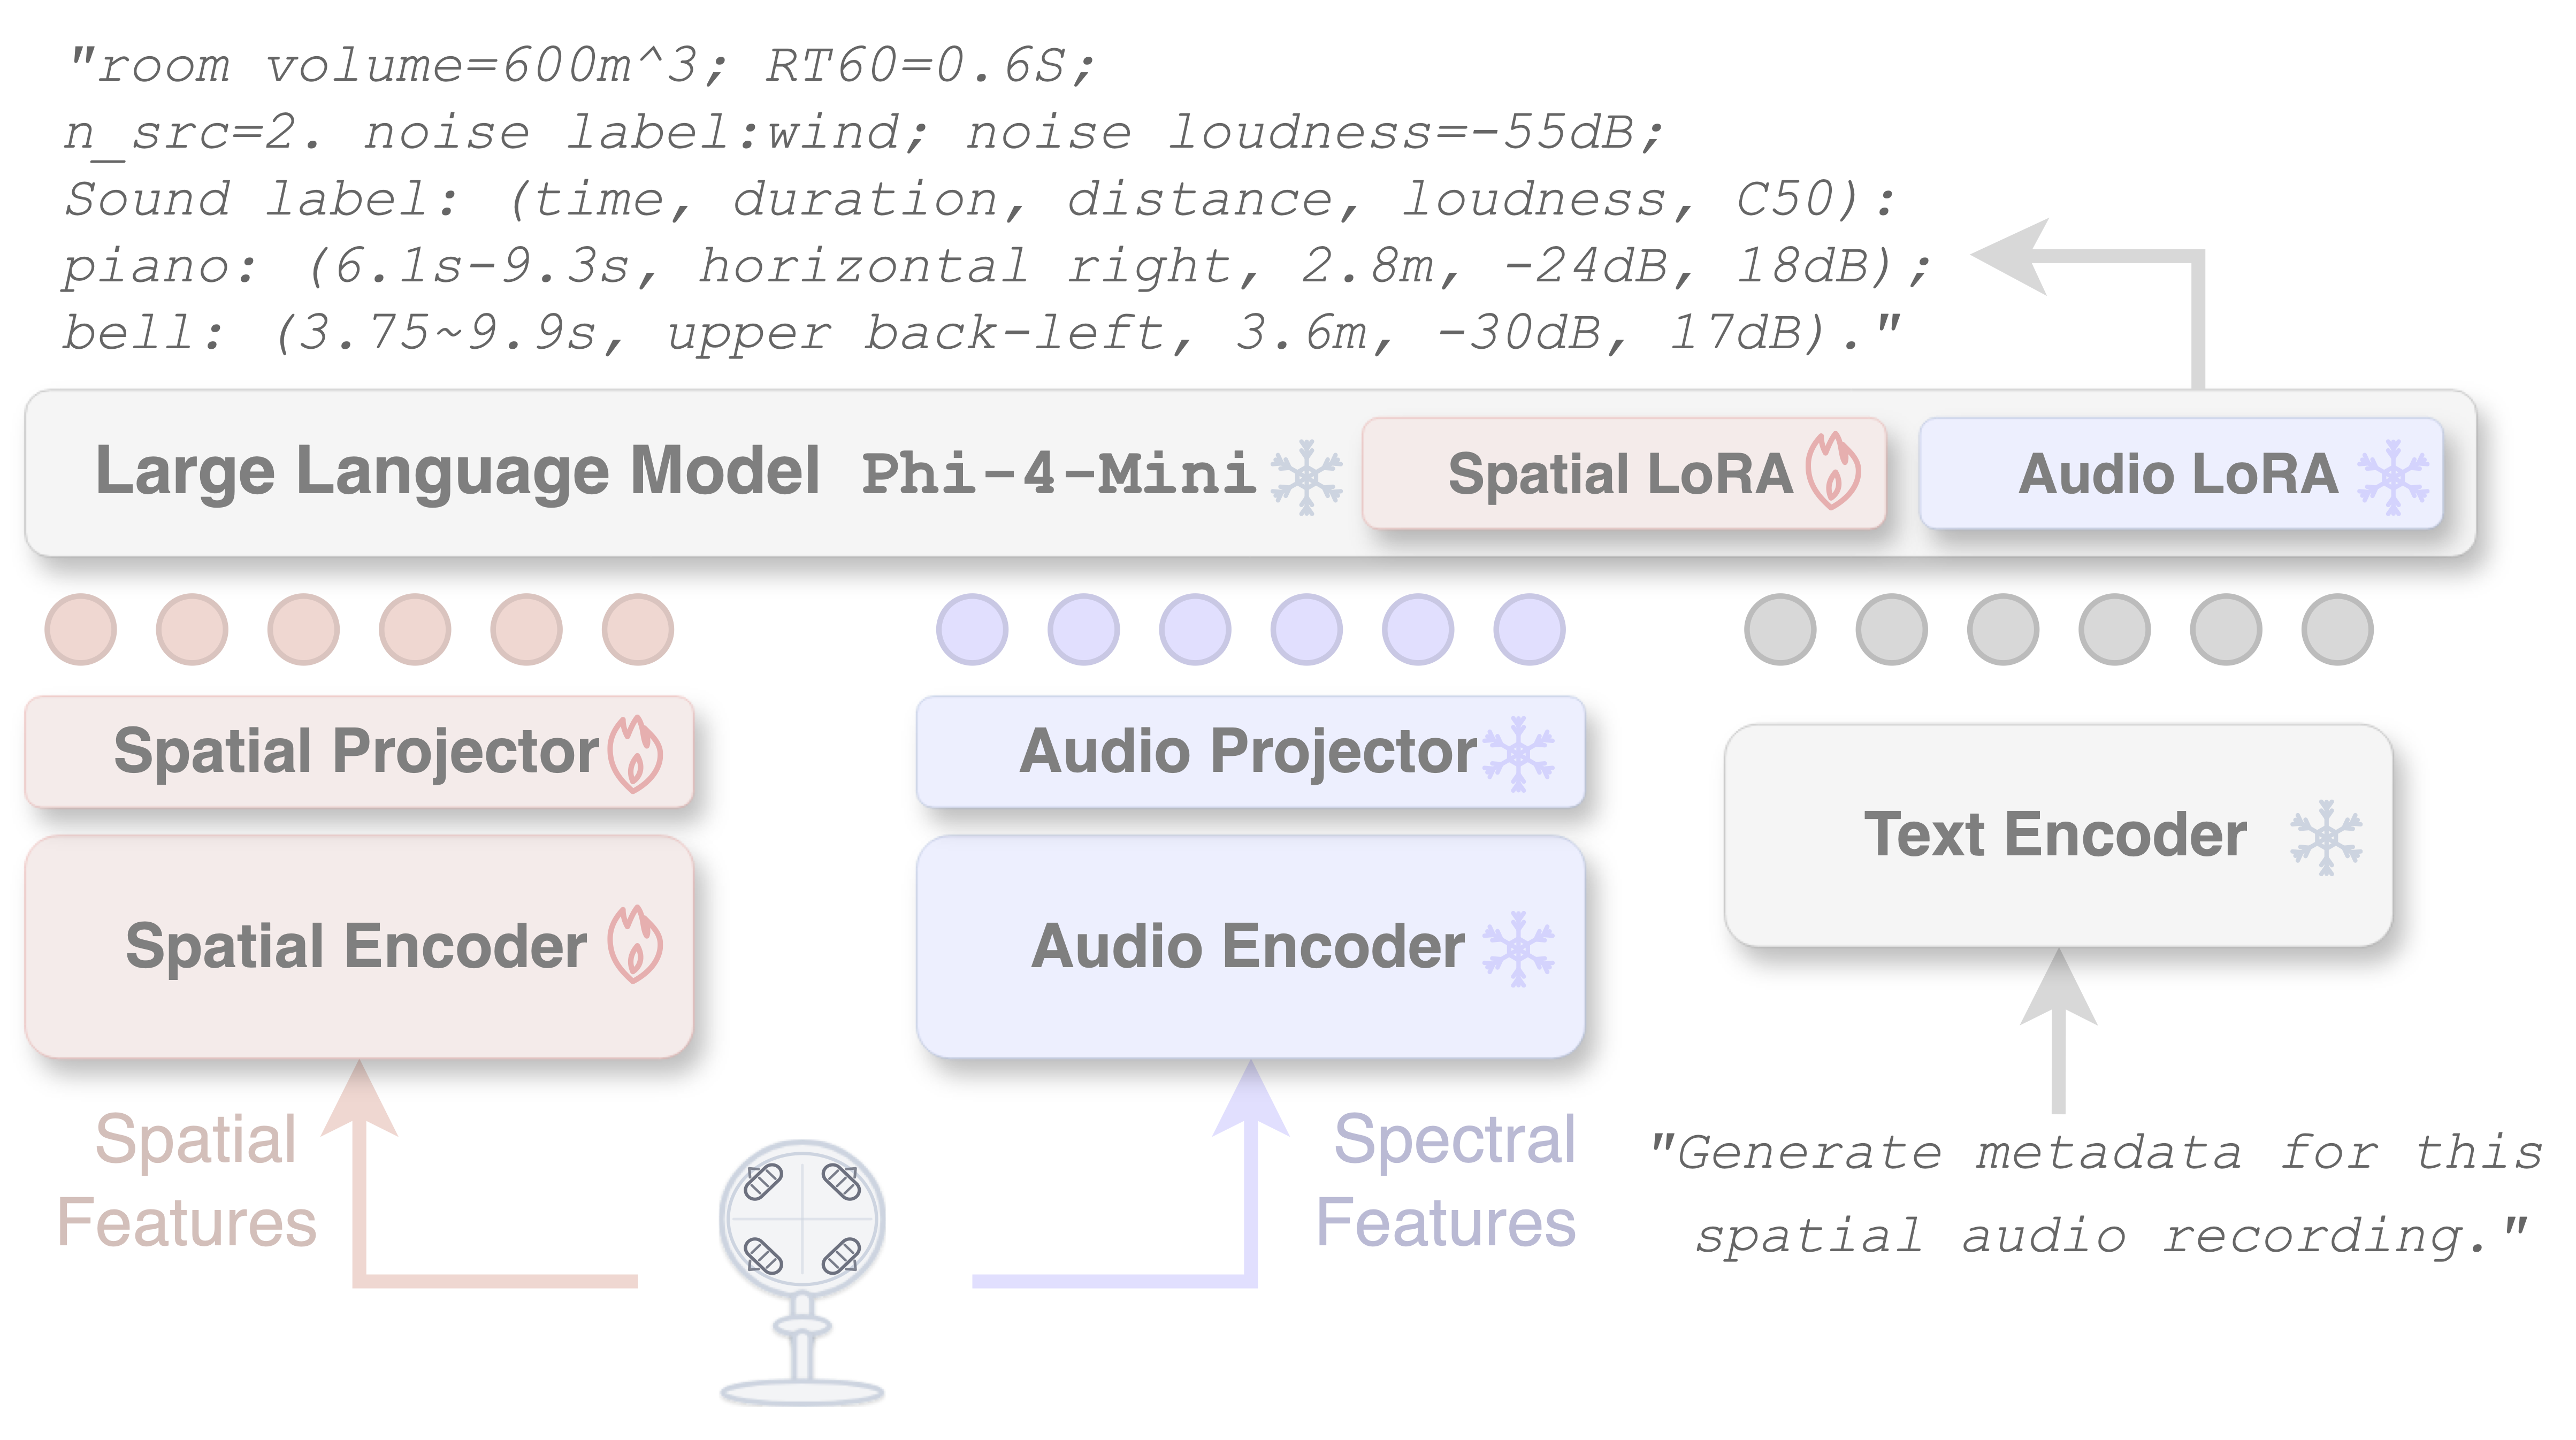 "room volume=600m^3; RT60=0.6S;
n_src=2. noise label:wind; noise loudness=-55dB;
Sound label: (time, duration, distance, loudness, C50):
piano: (6.1s-9.3s, horizontal right, 2.8m, -24dB, 18dB);
bell: (3.75~9.9s, upper back-left, 3.6m, -30dB, 17dB)."
Large Language Model Phi-4-Mini
Spatial LoRA
Audio LoRA
Spatial Projector
Audio Projector
Text Encoder
Spatial Encoder
Audio Encoder
Spatial
Features
Spectral
Features
"Generate metadata for this
spatial audio recording."